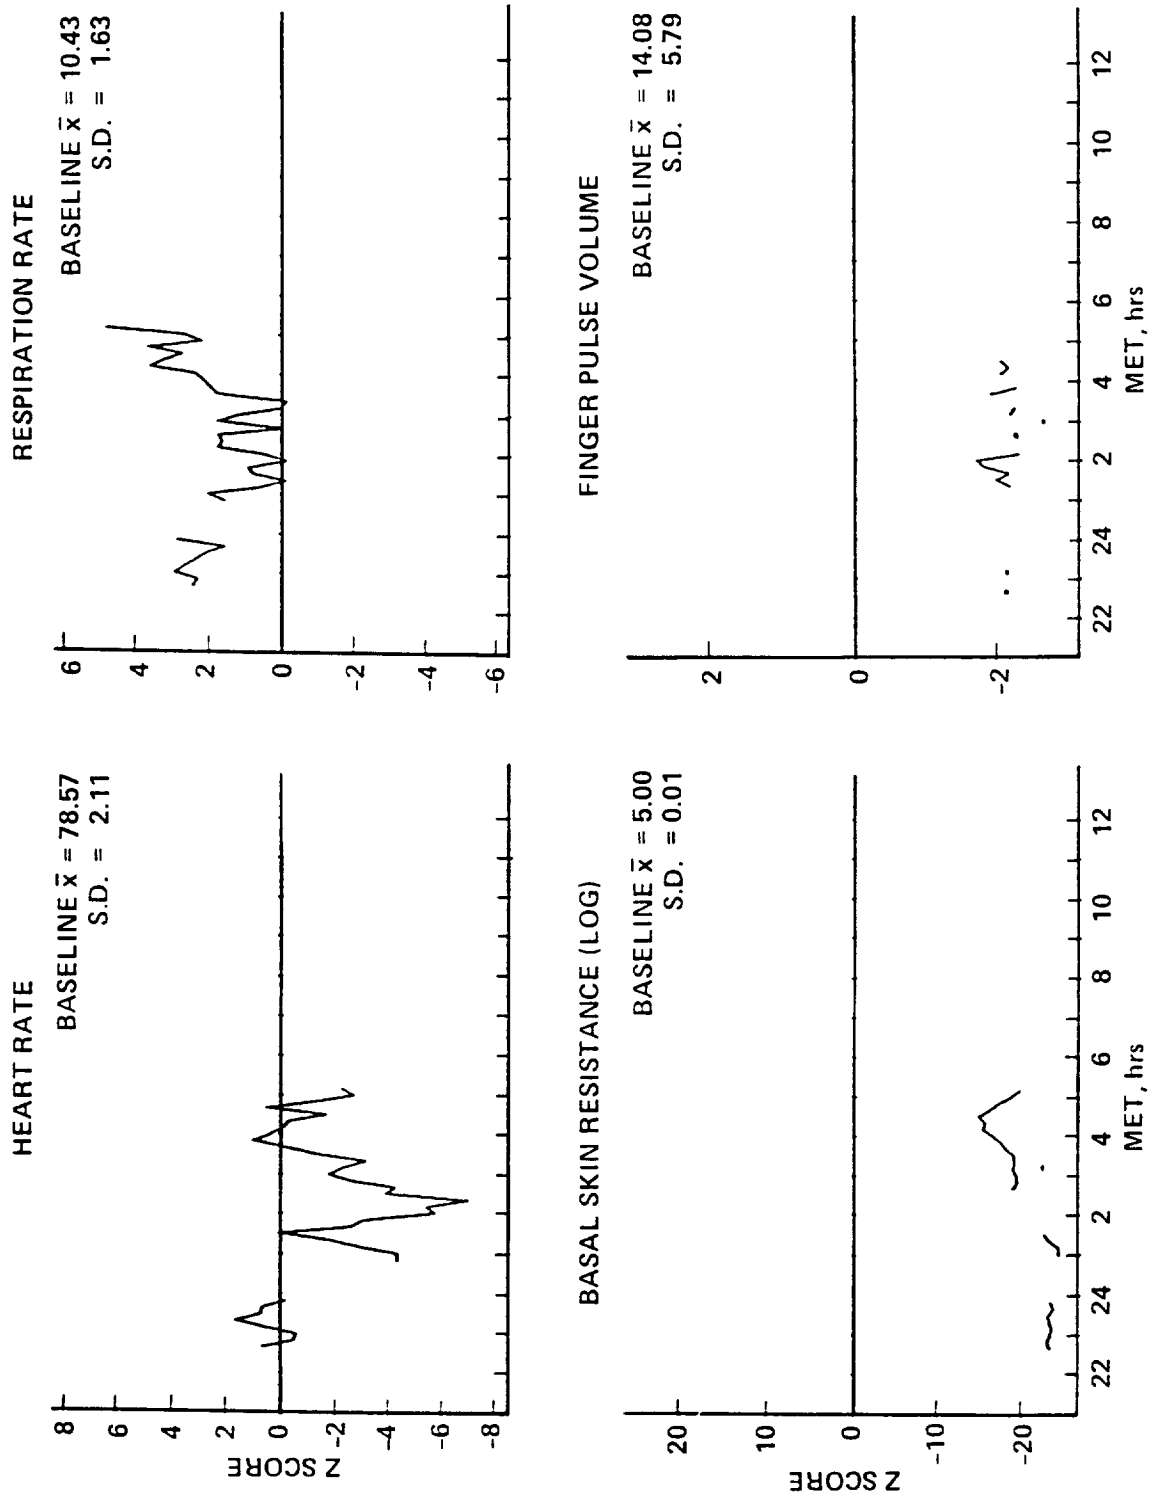 HEART RATE
BASELINE x̄ = 78.57
S.D. = 2.11
8
6
4
2
0
-2
-4
-6
-8
Z SCORE
RESPIRATION RATE
BASELINE x̄ = 10.43
S.D. = 1.63
6
4
2
0
-2
-4
-6
BASAL SKIN RESISTANCE (LOG)
BASELINE x̄ = 5.00
S.D. = 0.01
20
10
0
-10
-20
Z SCORE
22 24 2 4 6 8 10 12
MET, hrs
FINGER PULSE VOLUME
BASELINE x̄ = 14.08
S.D. = 5.79
2
0
-2
22 24 2 4 6 8 10 12
MET, hrs